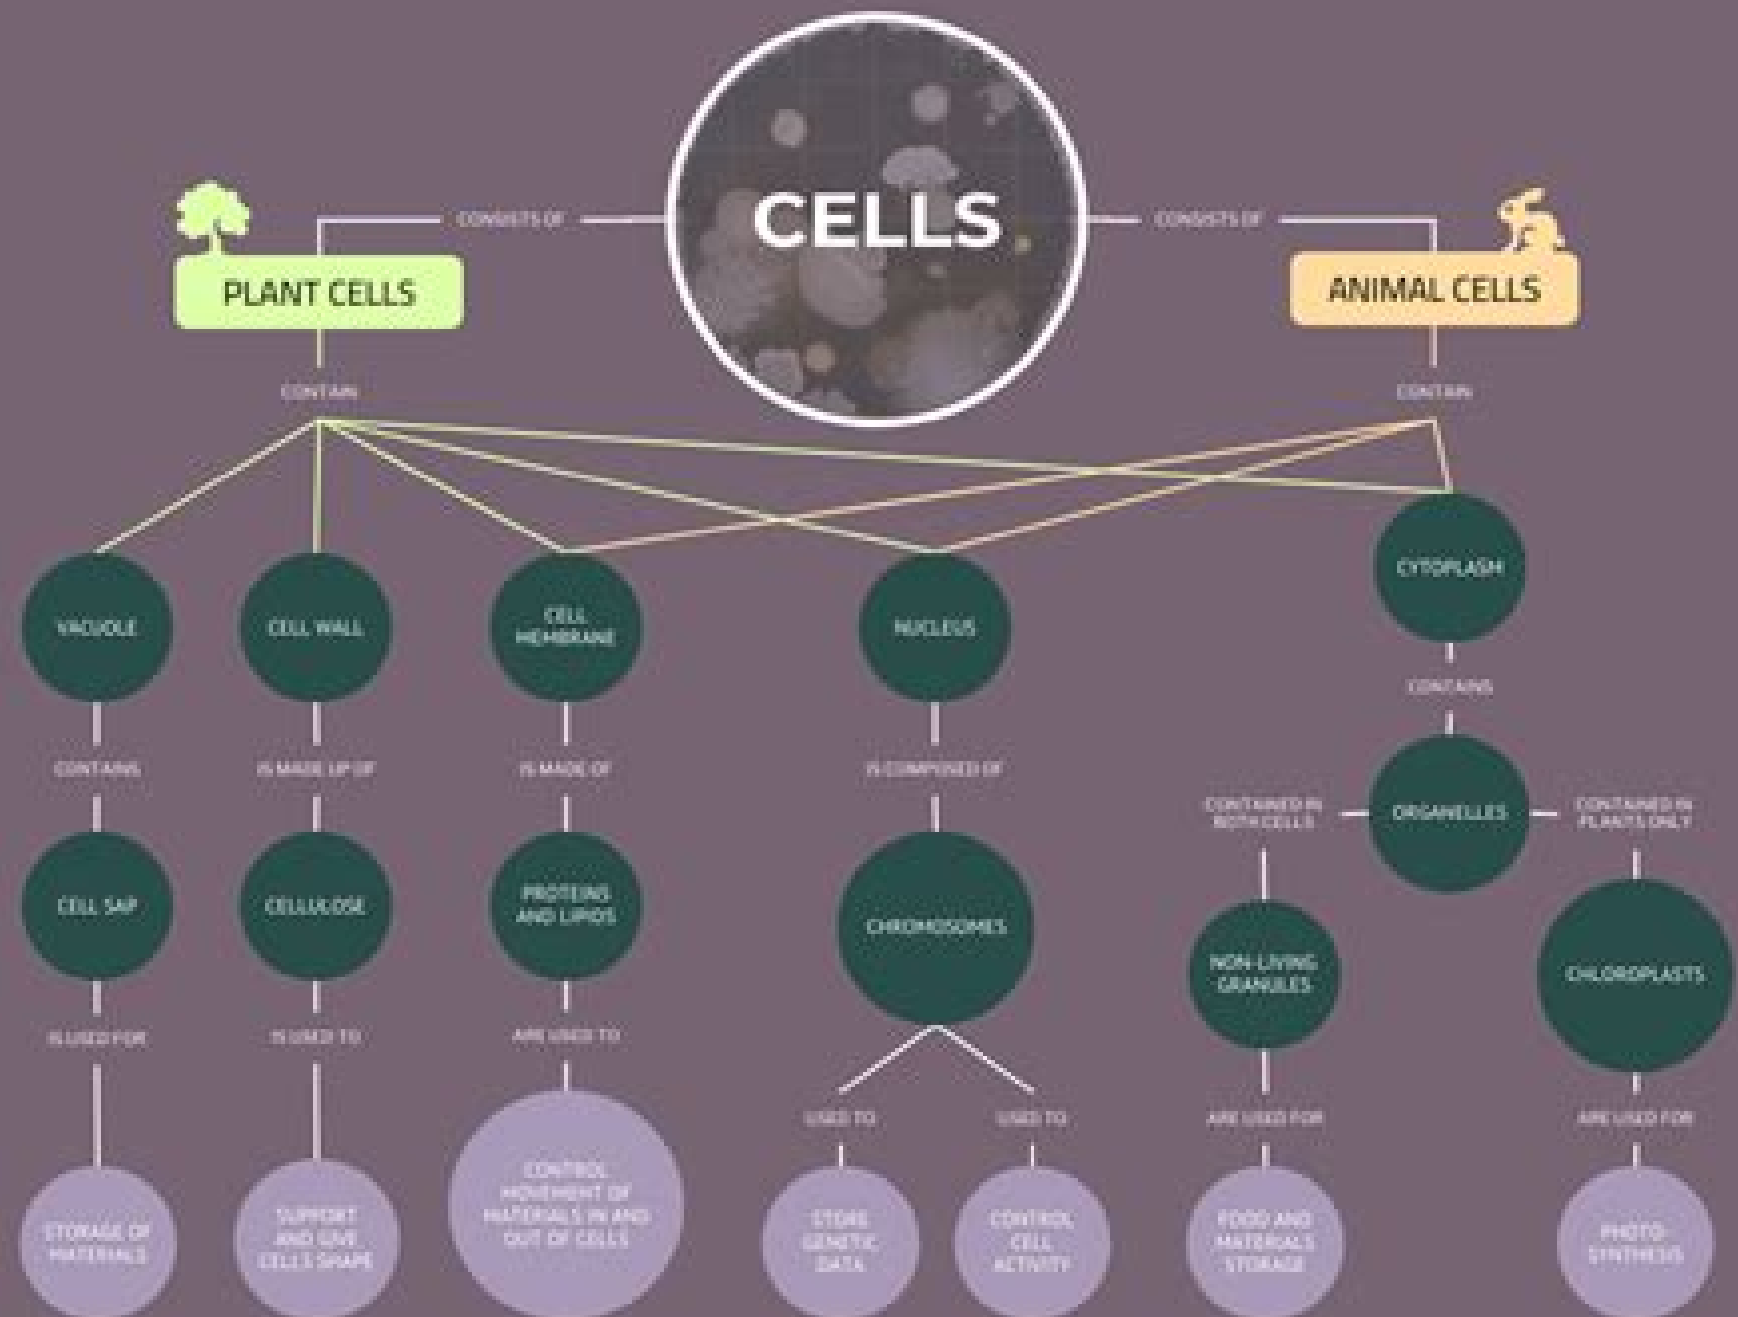 CELLS
CONSISTS OF
CONSISTS OF
PLANT CELLS
ANIMAL CELLS
CONTAIN
CONTAIN
VACUOLE
CELL WALL
CELL
MEMBRANE
NUCLEUS
CYTOPLASM
CONTAINS
CONTAINS
IS MADE UP OF
IS MADE OF
IS COMPOSED OF
CONTAINED IN
BOTH CELLS
ORGANELLES
CONTAINED IN
PLANTS ONLY
CELL SAP
CELLULOSE
PROTEINS
AND LIPIDS
CHROMOSOMES
NON-LIVING
GRANULES
CHLOROPLASTS
IS USED FOR
IS USED TO
ARE USED TO
USED TO
USED TO
ARE USED FOR
ARE USED FOR
STORAGE OF
MATERIALS
SUPPORT
AND GIVE
CELLS SHAPE
CONTROL
MOVEMENT OF
MATERIALS IN AND
OUT OF CELLS
STORE
GENETIC
DATA
CONTROL
CELL
ACTIVITY
FOOD AND
MATERIALS
STORAGE
PHOTO-
SYNTHESIS